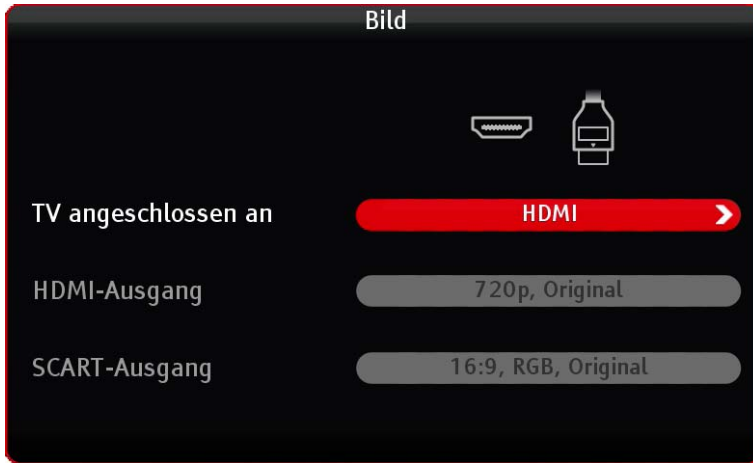 Bild
TV angeschlossen an HDMI
HDMI-Ausgang 720p, Original
SCART-Ausgang 16:9, RGB, Original